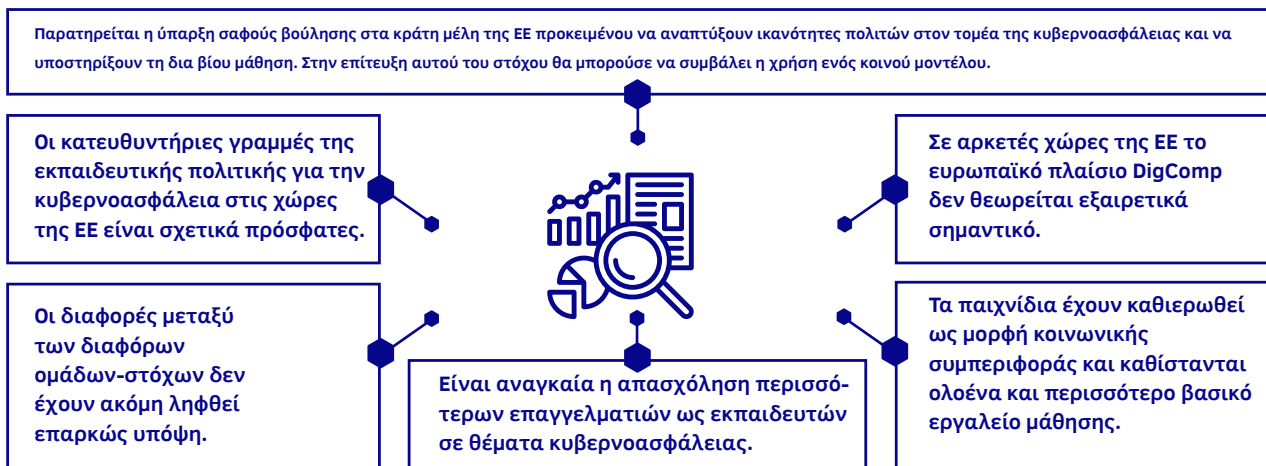 Παρατηρείται η ύπαρξη σαφούς βούλησης στα κράτη μέλη της ΕΕ προκειμένου να αναπτύξουν ικανότητες πολιτών στον τομέα της κυβερνοασφάλειας και να
υποστηρίξουν τη δια βίου μάθηση. Στην επίτευξη αυτού του στόχου θα μπορούσε να συμβάλει η χρήση ενός κοινού μοντέλου.
Οι κατευθυντήριες γραμμές της
εκπαιδευτικής πολιτικής για την
κυβερνοασφάλεια στις χώρες
της ΕΕ είναι σχετικά πρόσφατες.
Σε αρκετές χώρες της ΕΕ το
ευρωπαϊκό πλαίσιο DigComp
δεν θεωρείται εξαιρετικά
σημαντικό.
Οι διαφορές μεταξύ
των διαφόρων
ομάδων-στόχων δεν
έχουν ακόμη ληφθεί
επαρκώς υπόψη.
Είναι αναγκαία η απασχόληση περισσό-
τερων επαγγελματιών ως εκπαιδευτών
σε θέματα κυβερνοασφάλειας.
Τα παιχνίδια έχουν καθιερωθεί
ως μορφή κοινωνικής
συμπεριφοράς και καθίστανται
ολοένα και περισσότερο βασικό
εργαλείο μάθησης.